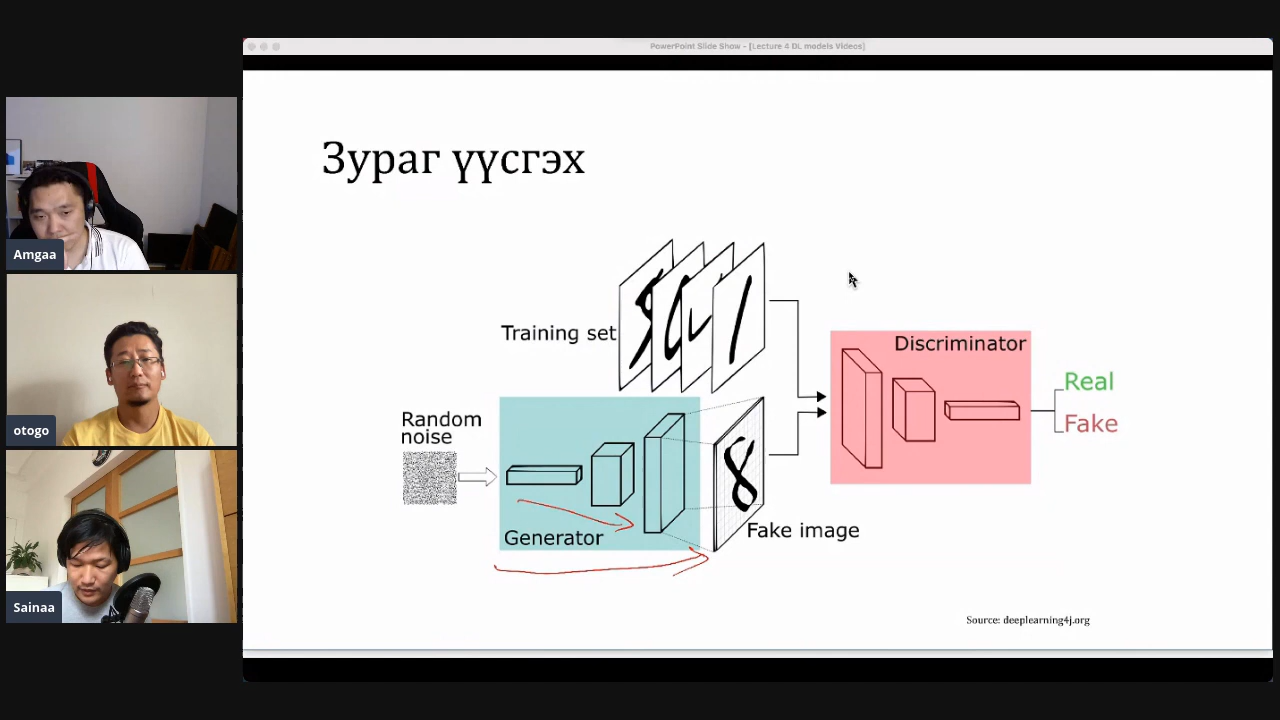 PowerPoint Slide Show - [Lecture 4 DL models Videos]
Зураг үүсгэх
Training set
Discriminator
Real
Fake
Random
noise
8
Generator
Fake image
Source: deeplearning4j.org
Amgaa
otogo
Sainaa